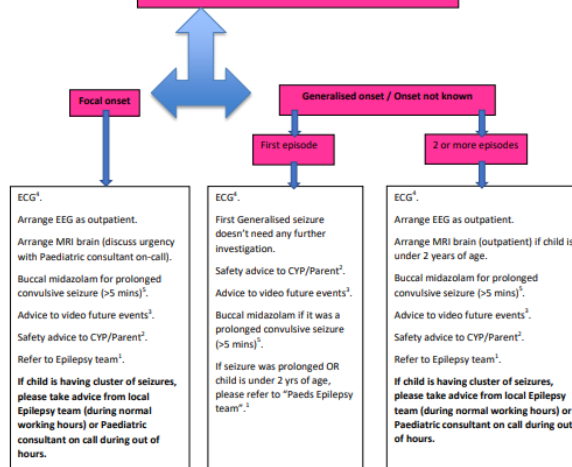 Focal onset
Generalised onset / Onset not known
First episode
2 or more episodes
ECG⁴.
Arrange EEG as outpatient.
Arrange MRI brain (discuss urgency
with Paediatric consultant on-call).
Buccal midazolam for prolonged
convulsive seizure (>5 mins)⁵.
Advice to video future events³.
Safety advice to CYP/Parent².
Refer to Epilepsy team¹.
If child is having cluster of seizures,
please take advice from local
Epilepsy team (during normal
working hours) or Paediatric
consultant on call during out of
hours.
ECG⁴.
First Generalised seizure
doesn't need any further
investigation.
Safety advice to CYP/Parent².
Advice to video future events³.
Buccal midazolam if it was a
prolonged convulsive seizure
(>5 mins)⁵.
If seizure was prolonged OR
child is under 2 yrs of age,
please refer to "Paeds Epilepsy
team".¹
ECG⁴.
Arrange EEG as outpatient.
Arrange MRI brain (outpatient) if child is
under 2 years of age.
Buccal midazolam for prolonged
convulsive seizure (>5 mins)⁵.
Advice to video future events³.
Safety advice to CYP/Parent².
Refer to Epilepsy team¹.
If child is having cluster of seizures,
please take advice from local Epilepsy
team (during normal working hours) or
Paediatric consultant on call during out
of hours.